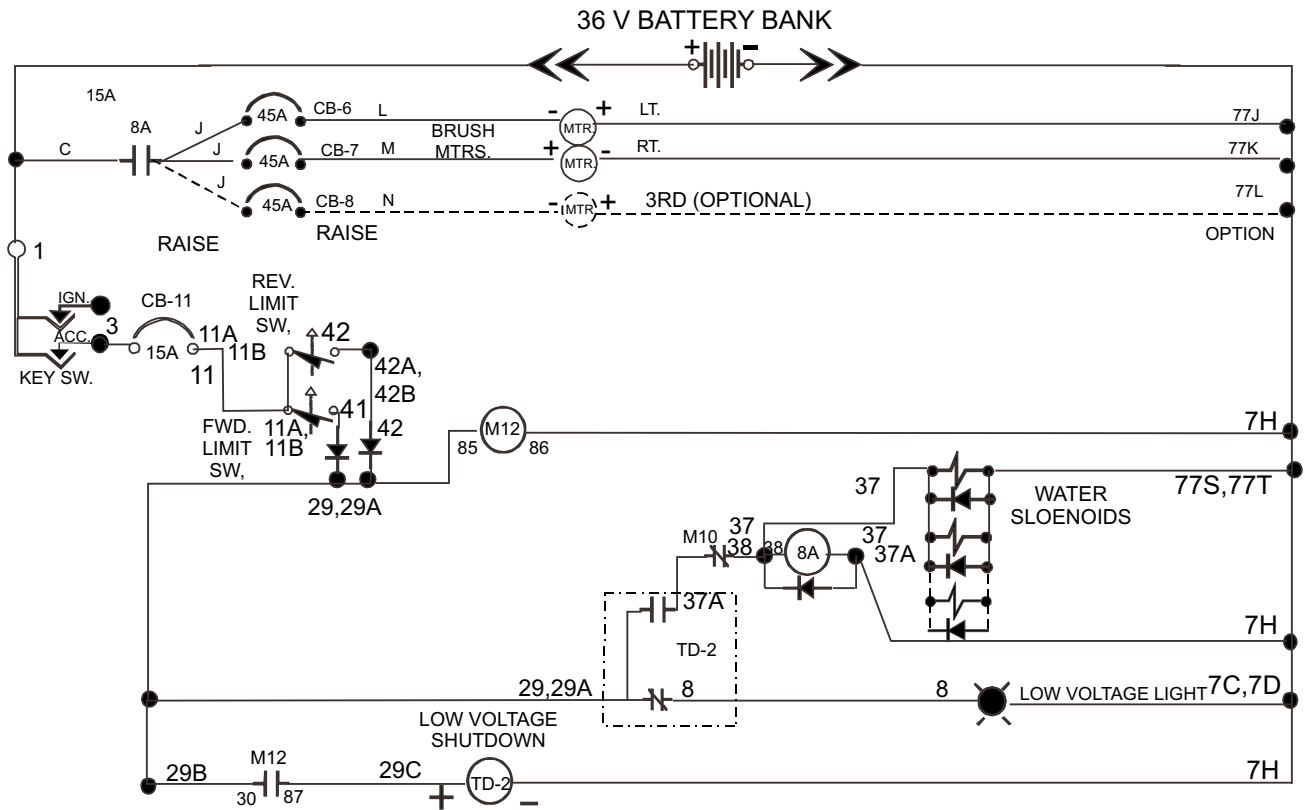 36 V BATTERY BANK
+ -
15A
8A
C
J
J
J
45A
45A
45A
CB-6 L
CB-7 M
CB-8 N
BRUSH
MTRS.
- MTR. + LT.
+ MTR. - RT.
- MTR + 3RD (OPTIONAL)
77J
77K
77L
OPTION
RAISE
RAISE
1
IGN.
ACC.
3
KEY SW.
CB-11
15A
11A
11B
11
REV.
LIMIT
SW,
42
42A,
42B
FWD.
LIMIT
SW,
11A,
11B
41
42
29,29A
85 M12 86
7H
37
WATER
SLOENOIDS
77S,77T
M10
37
38
38
8A
37
37A
37A
TD-2
7H
29,29A
8
8
LOW VOLTAGE LIGHT
7C,7D
LOW VOLTAGE
SHUTDOWN
29B
M12
30 87
29C
+ TD-2 -
7H